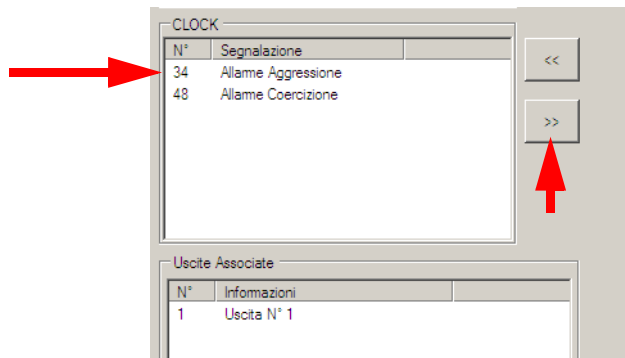 CLOCK
N° Segnalazione
34 Allarme Aggressione
48 Allarme Coercizione
<<
>>
Uscite Associate
N° Informazioni
1 Uscita N° 1